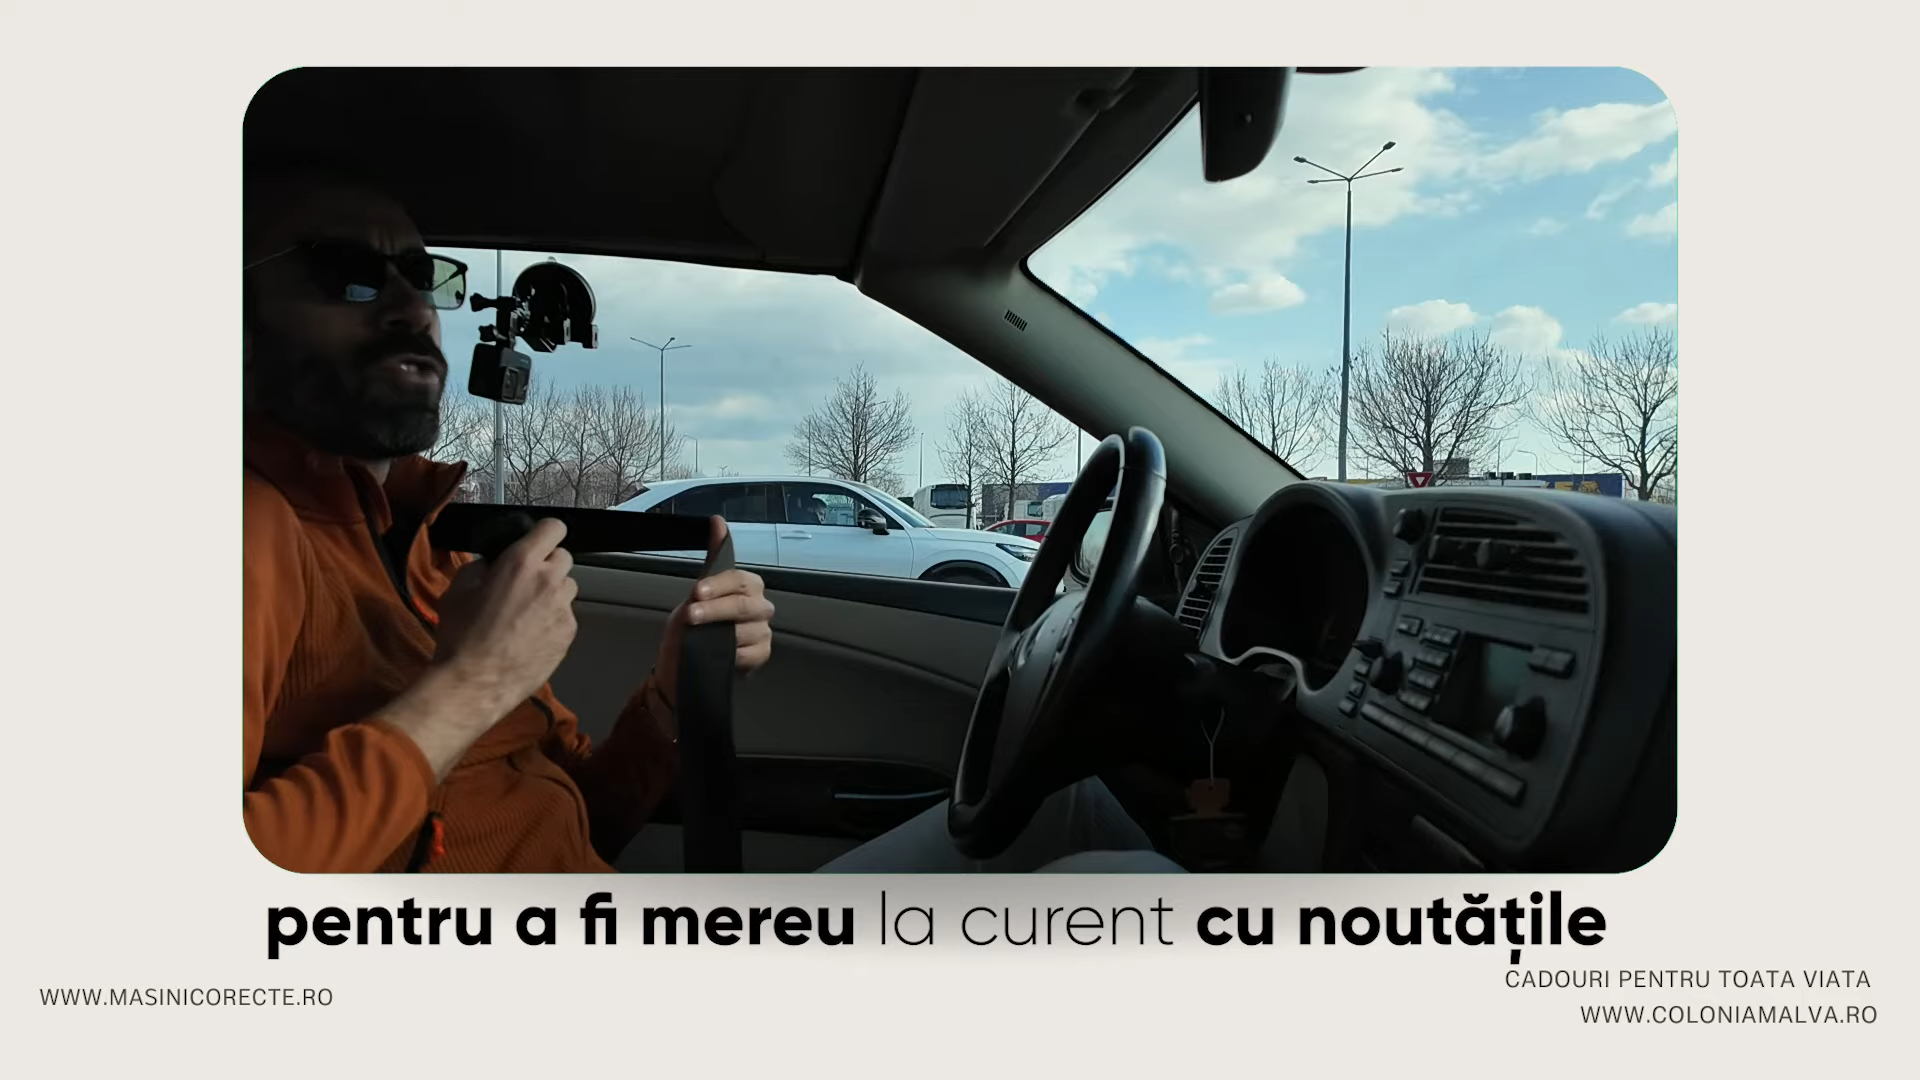 pentru a fi mereu la curent cu noutățile
WWW.MASINICORECTE.RO
CADOURI PENTRU TOATA VIATA
WWW.COLONIAMALVA.RO